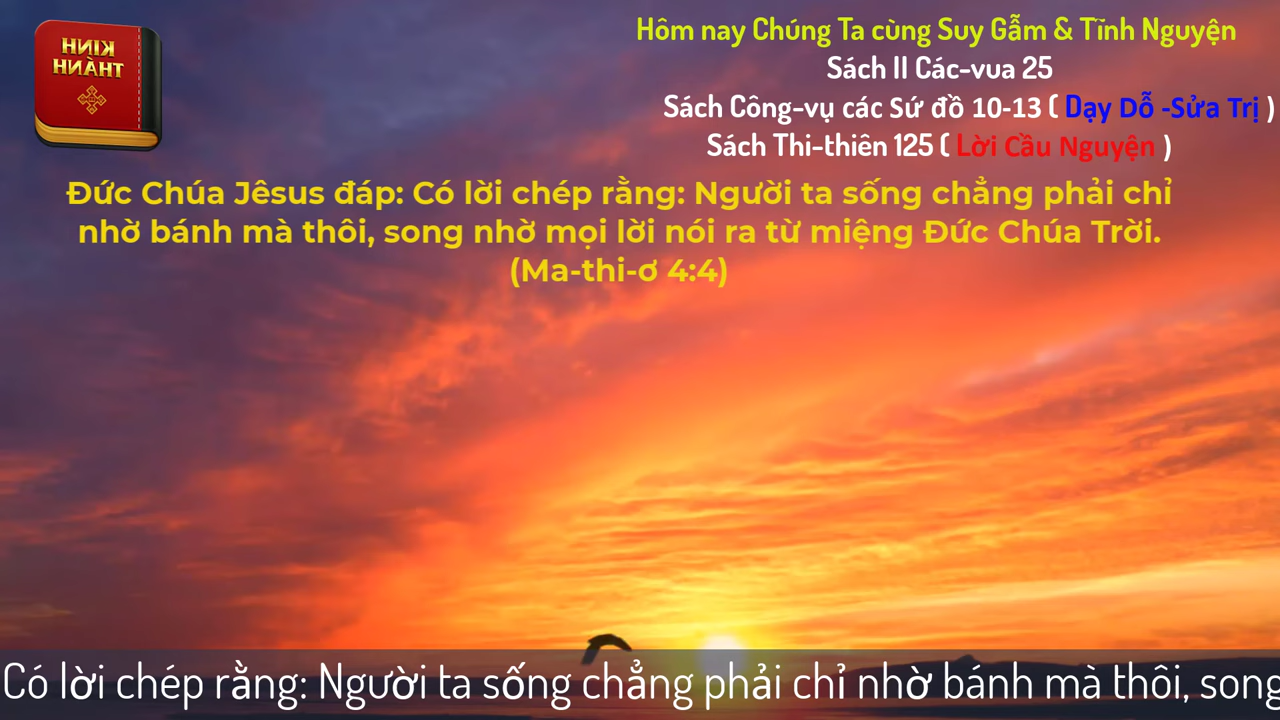 KINH
THÀNH
Hôm nay Chúng Ta cùng Suy Gẫm & Tĩnh Nguyện
Sách II Các-vua 25
Sách Công-vụ các Sứ đồ 10-13 ( Dạy Dỗ -Sửa Trị )
Sách Thi-thiên 125 ( Lời Cầu Nguyện )
Đức Chúa Jêsus đáp: Có lời chép rằng: Người ta sống chẳng phải chỉ
nhờ bánh mà thôi, song nhờ mọi lời nói ra từ miệng Đức Chúa Trời.
(Ma-thi-ơ 4:4)
Có lời chép rằng: Người ta sống chẳng phải chỉ nhờ bánh mà thôi, song